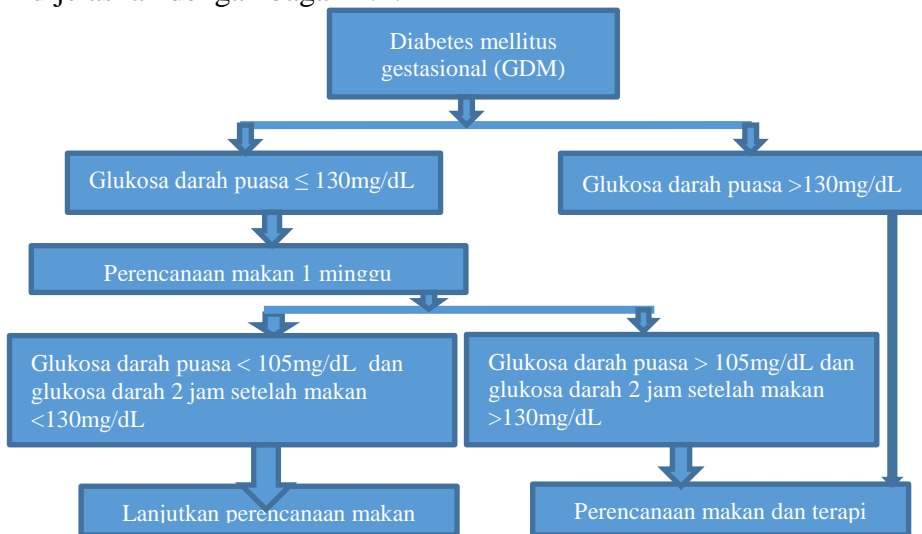 Diabetes mellitus
gestasional (GDM)
Glukosa darah puasa ≤ 130mg/dL
Glukosa darah puasa >130mg/dL
Perencanaan makan 1 minggu
Glukosa darah puasa < 105mg/dL dan
glukosa darah 2 jam setelah makan
<130mg/dL
Glukosa darah puasa > 105mg/dL dan
glukosa darah 2 jam setelah makan
>130mg/dL
Lanjutkan perencanaan makan
Perencanaan makan dan terapi